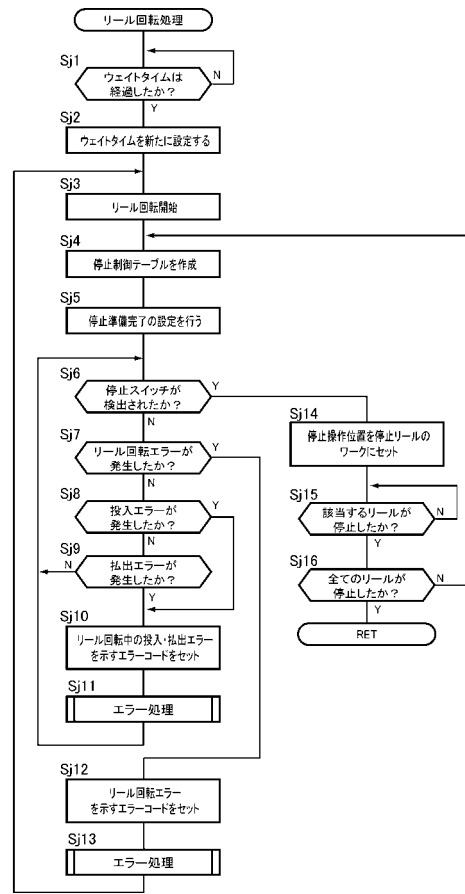 リール回転処理
Sj1
ウェイトタイムは
経過したか？
N
Y
Sj2
ウェイトタイムを新たに設定する
Sj3
リール回転開始
Sj4
停止制御テーブルを作成
Sj5
停止準備完了の設定を行う
Sj6
停止スイッチが
検出されたか？
Y
N
Sj7
リール回転エラーが
発生したか？
Y
N
Sj8
投入エラーが
発生したか？
Y
N
Sj9
払出エラーが
発生したか？
N
Y
Sj10
リール回転中の投入・払出エラー
を示すエラーコードをセット
Sj11
エラー処理
Sj12
リール回転エラー
を示すエラーコードをセット
Sj13
エラー処理
Sj14
停止操作位置を停止リールの
ワークにセット
Sj15
該当するリールが
停止したか？
N
Y
Sj16
全てのリールが
停止したか？
N
Y
RET